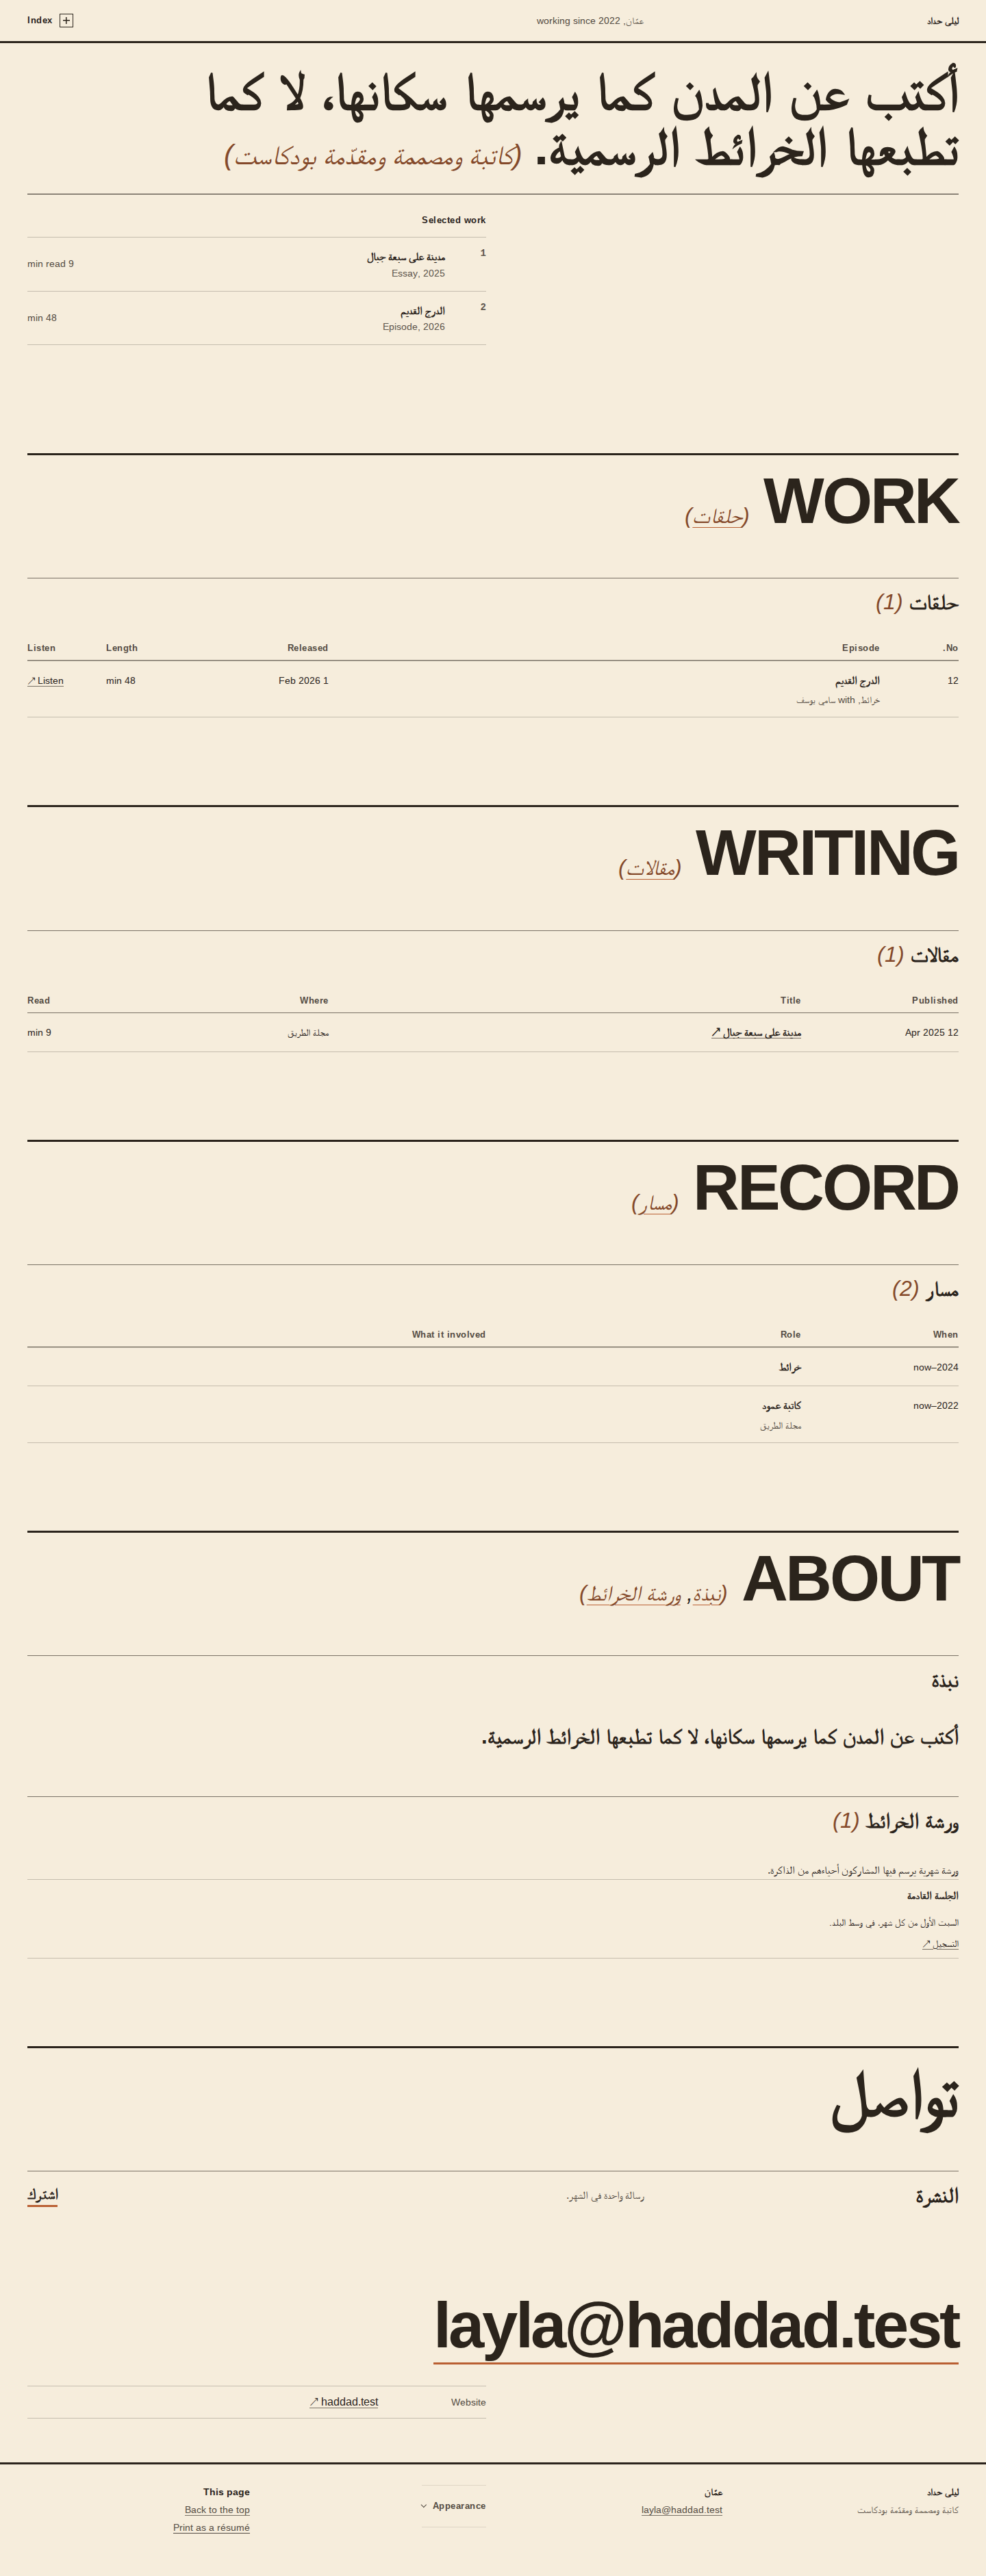 ليلى حداد
عمّان, working since 2022
Index
أكتب عن المدن كما يرسمها سكانها، لا كما
تطبعها الخرائط الرسمية. (كاتبة ومصممة ومقدّمة بودكاست)
Selected work
1 مدينة على سبعة جبال min read 9
Essay, 2025
2 الدرج القديم min 48
Episode, 2026
WORK (حلقات)
حلقات (1)
.No Episode Released Length Listen
12 الدرج القديم Feb 2026 1 min 48 Listen ↗
خرائط, with سامي يوسف
WRITING (مقالات)
مقالات (1)
Published Title Where Read
Apr 2025 12 مدينة على سبعة جبال ↗ مجلة الطريق min 9
RECORD (مسار)
مسار (2)
When Role What it involved
now–2024 خرائط
now–2022 كاتبة عمود
مجلة الطريق
ABOUT (نبذة, ورشة الخرائط)
نبذة
أكتب عن المدن كما يرسمها سكانها، لا كما تطبعها الخرائط الرسمية.
ورشة الخرائط (1)
ورشة شهرية يرسم فيها المشاركون أحياءهم من الذاكرة.
الجلسة القادمة
السبت الأول من كل شهر، في وسط البلد.
التسجيل ↗
تواصل
النشرة رسالة واحدة في الشهر. اشترك
layla@haddad.test
Website haddad.test ↗
ليلى حداد
كاتبة ومصممة ومقدّمة بودكاست
عمّان
layla@haddad.test
Appearance
This page
Back to the top
Print as a résumé